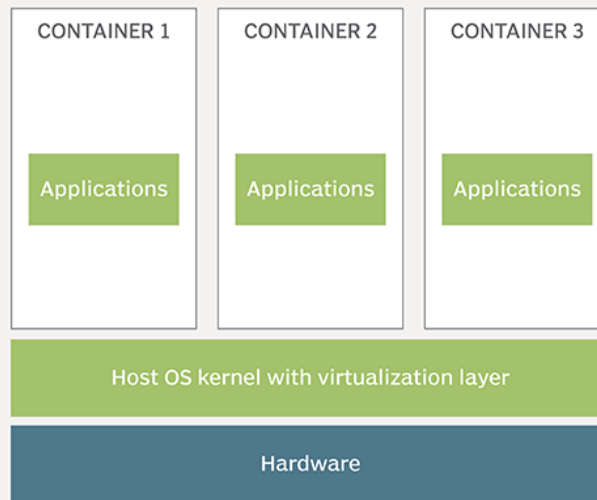 CONTAINER 1
CONTAINER 2
CONTAINER 3
Applications
Applications
Applications
Host OS kernel with virtualization layer
Hardware